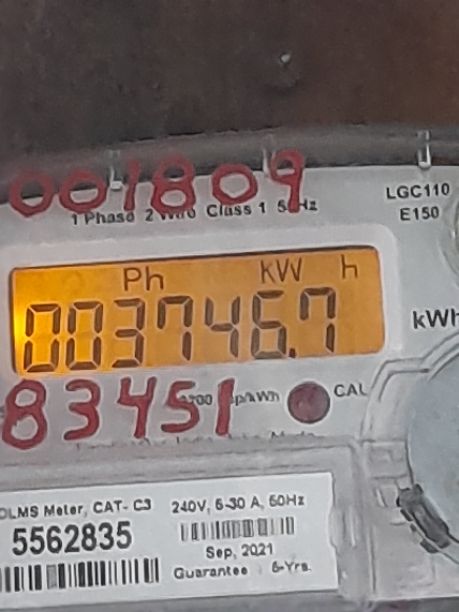 001809
1 Phase 2 Wire Class 1 50Hz
LGC110
E150
Ph kW h
003746.7
kWh
83451
CAL
DLMS Meter, CAT- C3
5562835
240V, 5-30 A, 50Hz
Sep, 2021
Guarantee : 5-Yrs.